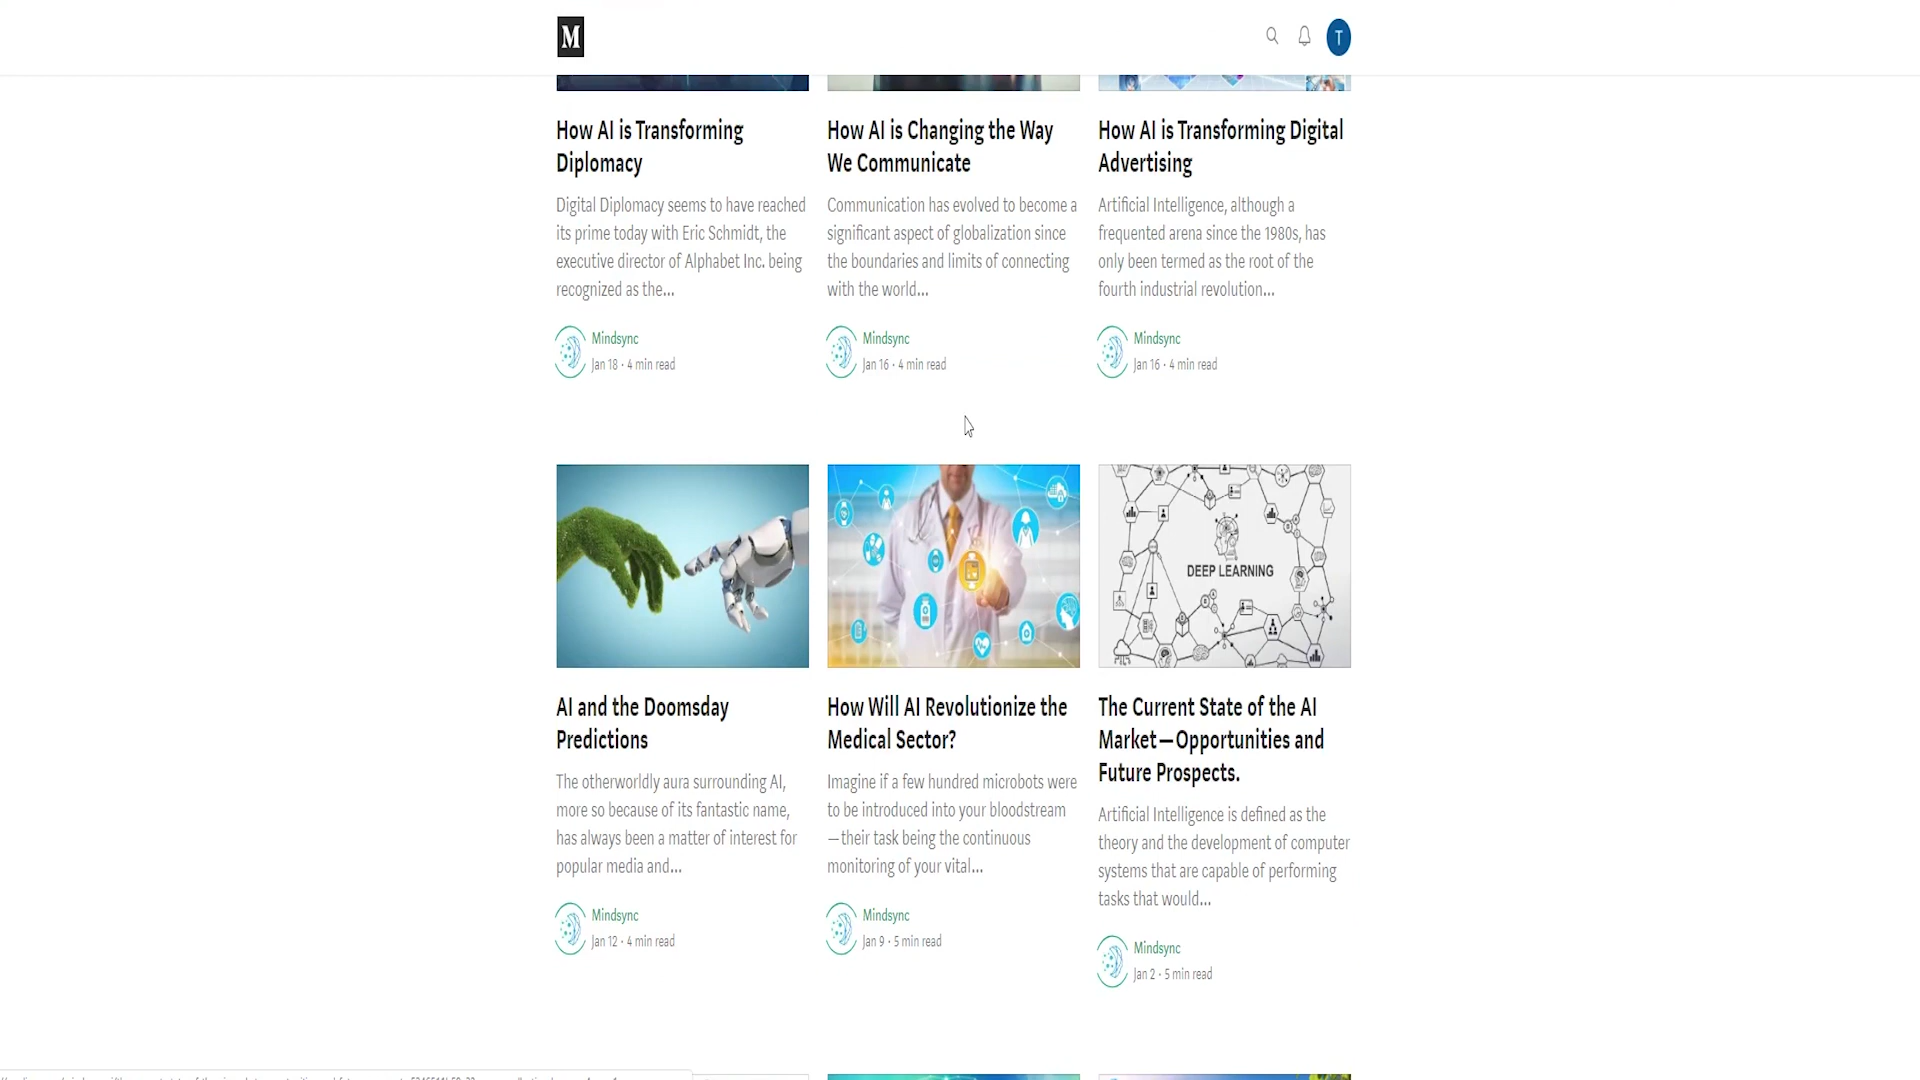 M
T
How AI is Transforming
Diplomacy
Digital Diplomacy seems to have reached
its prime today with Eric Schmidt, the
executive director of Alphabet Inc. being
recognized as the...
Mindsync
Jan 18 · 4 min read
How AI is Changing the Way
We Communicate
Communication has evolved to become a
significant aspect of globalization since
the boundaries and limits of connecting
with the world...
Mindsync
Jan 16 · 4 min read
How AI is Transforming Digital
Advertising
Artificial Intelligence, although a
frequented arena since the 1980s, has
only been termed as the root of the
fourth industrial revolution...
Mindsync
Jan 16 · 4 min read
AI and the Doomsday
Predictions
The otherworldly aura surrounding AI,
more so because of its fantastic name,
has always been a matter of interest for
popular media and...
Mindsync
Jan 12 · 4 min read
How Will AI Revolutionize the
Medical Sector?
Imagine if a few hundred microbots were
to be introduced into your bloodstream
—their task being the continuous
monitoring of your vital...
Mindsync
Jan 9 · 5 min read
DEEP LEARNING
The Current State of the AI
Market—Opportunities and
Future Prospects.
Artificial Intelligence is defined as the
theory and the development of computer
systems that are capable of performing
tasks that would...
Mindsync
Jan 2 · 5 min read